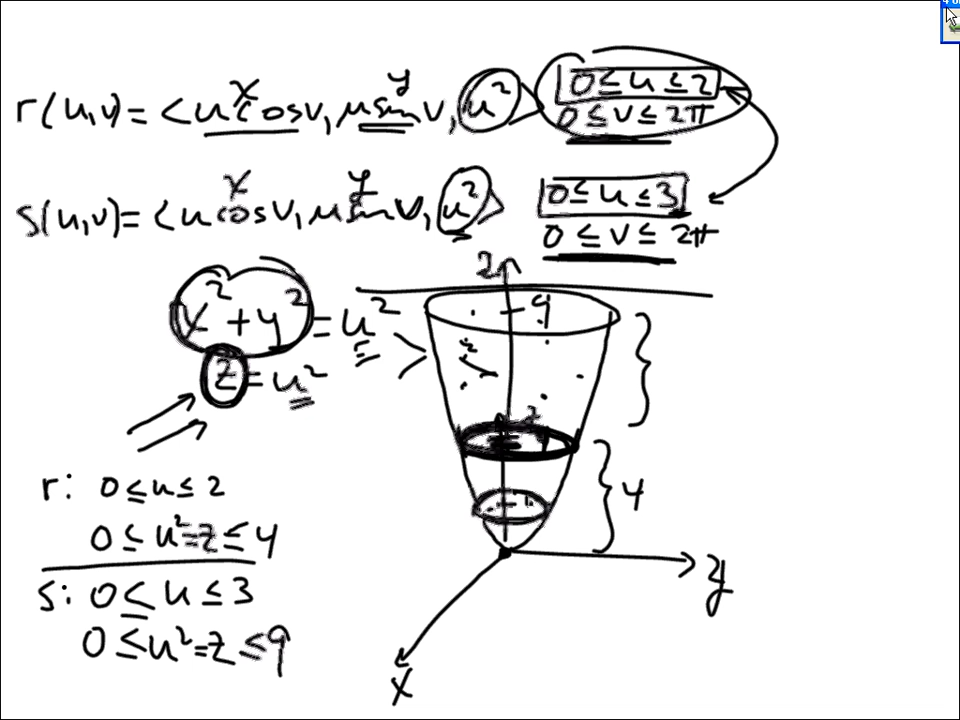 r(u,v)=<u cos v, u sin v, u²> 0≤u≤2
x y 0≤v≤2π
S(u,v)=<u cos v, u sin v, u²> 0≤u≤3
x y 0≤v≤2π
x²+y²=u²
z=u²
r: 0≤u≤2
0≤u²=z≤4
S: 0≤u≤3
0≤u²=z≤9
z
9
4
y
x